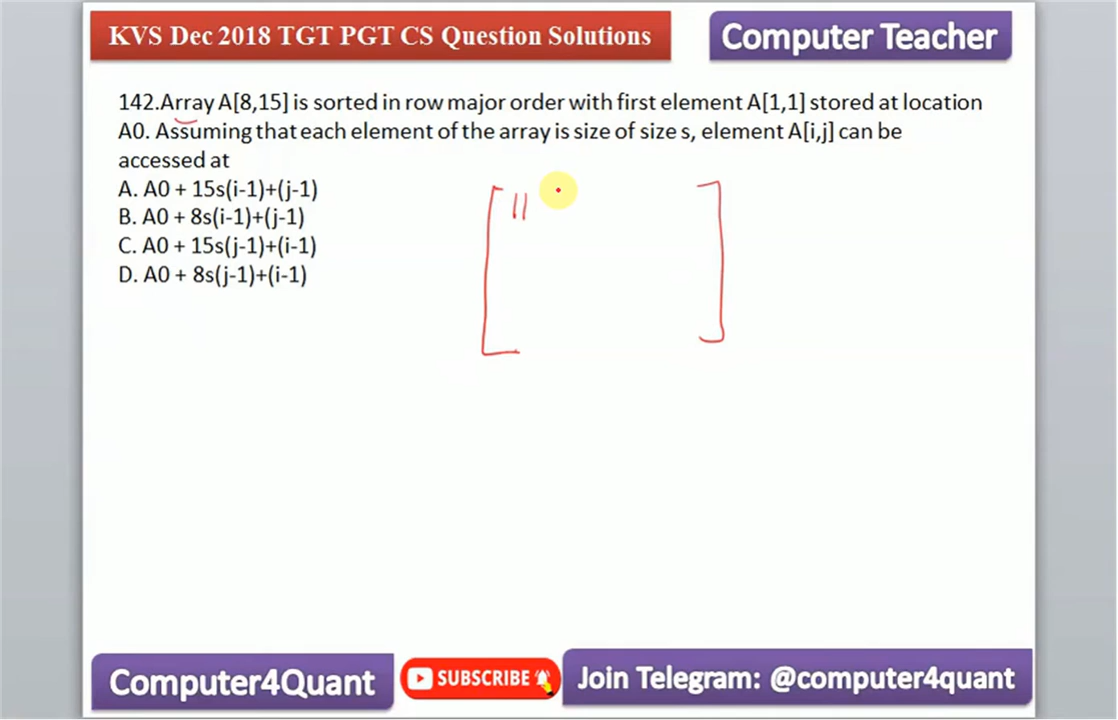 KVS Dec 2018 TGT PGT CS Question Solutions
Computer Teacher
142.Array A[8,15] is sorted in row major order with first element A[1,1] stored at location
A0. Assuming that each element of the array is size of size s, element A[i,j] can be
accessed at
A. A0 + 15s(i-1)+(j-1)
B. A0 + 8s(i-1)+(j-1)
C. A0 + 15s(j-1)+(i-1)
D. A0 + 8s(j-1)+(i-1)
11
Computer4Quant
SUBSCRIBE
Join Telegram: @computer4quant